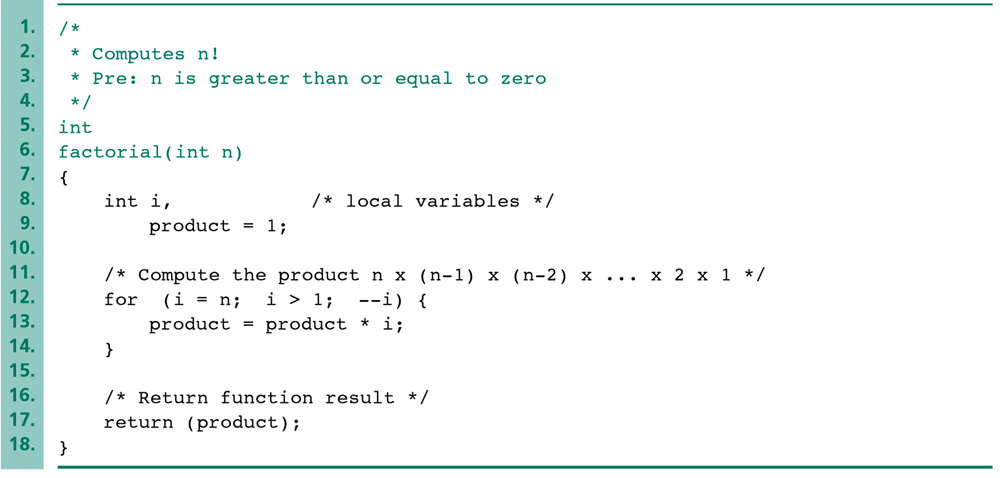 1. /*
2.  * Computes n!
3.  * Pre: n is greater than or equal to zero
4.  */
5. int
6. factorial(int n)
7. {
8.     int i,            /* local variables */
9.         product = 1;
10.
11.     /* Compute the product n x (n-1) x (n-2) x ... x 2 x 1 */
12.     for  (i = n;  i > 1;  --i) {
13.         product = product * i;
14.     }
15.
16.     /* Return function result */
17.     return (product);
18. }